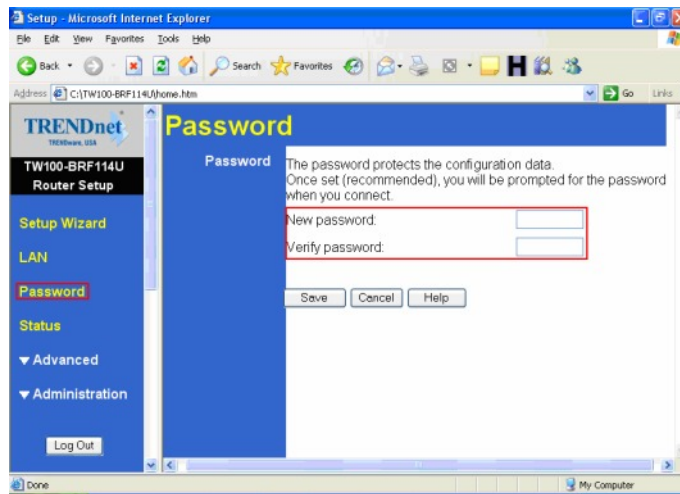 Setup - Microsoft Internet Explorer
File Edit View Favorites Tools Help
Back Search Favorites
Address C:\TW100-BRF114U\home.htm Go Links
TRENDnet
TRENDware, USA
TW100-BRF114U
Router Setup
Setup Wizard
LAN
Password
Status
Advanced
Administration
Log Out
Password
Password
The password protects the configuration data.
Once set (recommended), you will be prompted for the password
when you connect.
New password:
Verify password:
Save Cancel Help
Done My Computer